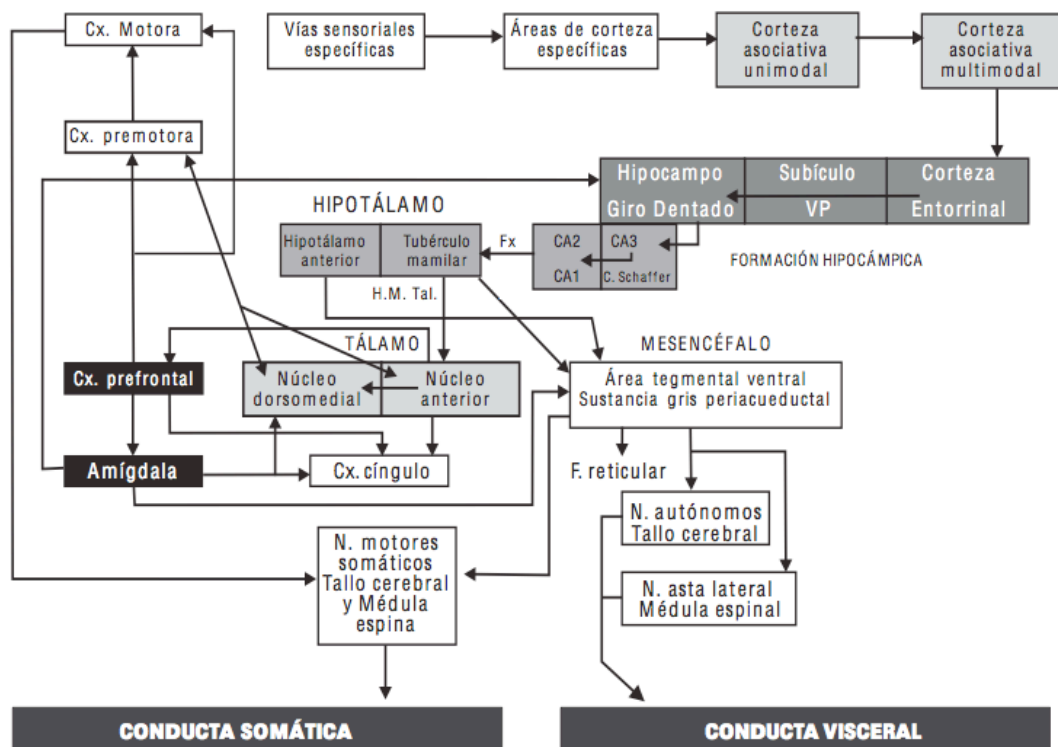 Cx. Motora
Vías sensoriales
específicas
Áreas de corteza
específicas
Corteza
asociativa
unimodal
Corteza
asociativa
multimodal
Cx. premotora
Hipocampo
Giro Dentado
Subículo
VP
Corteza
Entorrinal
HIPOTÁLAMO
Hipotálamo
anterior
Tubérculo
mamilar
Fx
CA2
CA1
CA3
C. Schaffer
FORMACIÓN HIPOCÁMPICA
H.M. Tal.
TÁLAMO
MESENCÉFALO
Cx. prefrontal
Núcleo
dorsomedial
Núcleo
anterior
Área tegmental ventral
Sustancia gris periacueductal
Amígdala
Cx. cíngulo
F. reticular
N. autónomos
Tallo cerebral
N. motores
somáticos
Tallo cerebral
y Médula
espina
N. asta lateral
Médula espinal
CONDUCTA SOMÁTICA
CONDUCTA VISCERAL